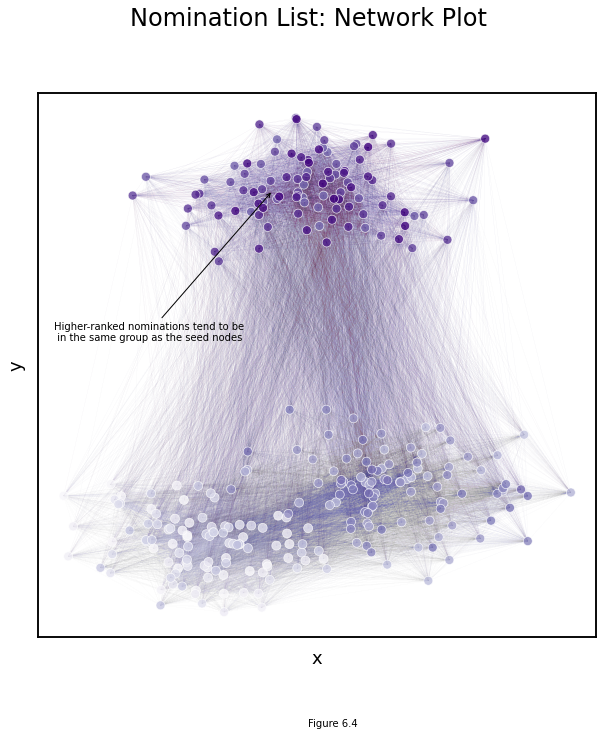 Nomination List: Network Plot
Higher-ranked nominations tend to be
in the same group as the seed nodes
y
x
Figure 6.4